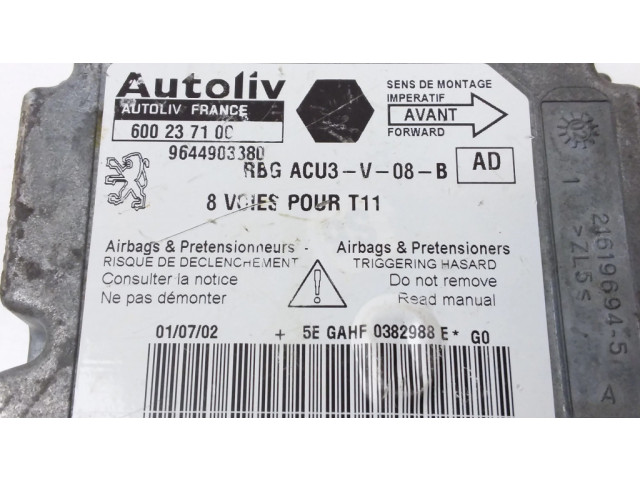 Autoliv
AUTOLIV FRANCE
600 23 71 00
9644903380
SENS DE MONTAGE
IMPERATIF
AVANT
FORWARD
RBG ACU3-V-08-B
AD
8 VOIES POUR T11
Airbags & Pretensionneurs -
RISQUE DE DECLENCHEMENT
Consulter la notice
Ne pas démonter
Airbags & Pretensioners
TRIGGERING HASARD
Do not remove
Read manual
01/07/02 + 5E GAHF 0382988 E* G0
1
>ZL5<
21619694-5
A